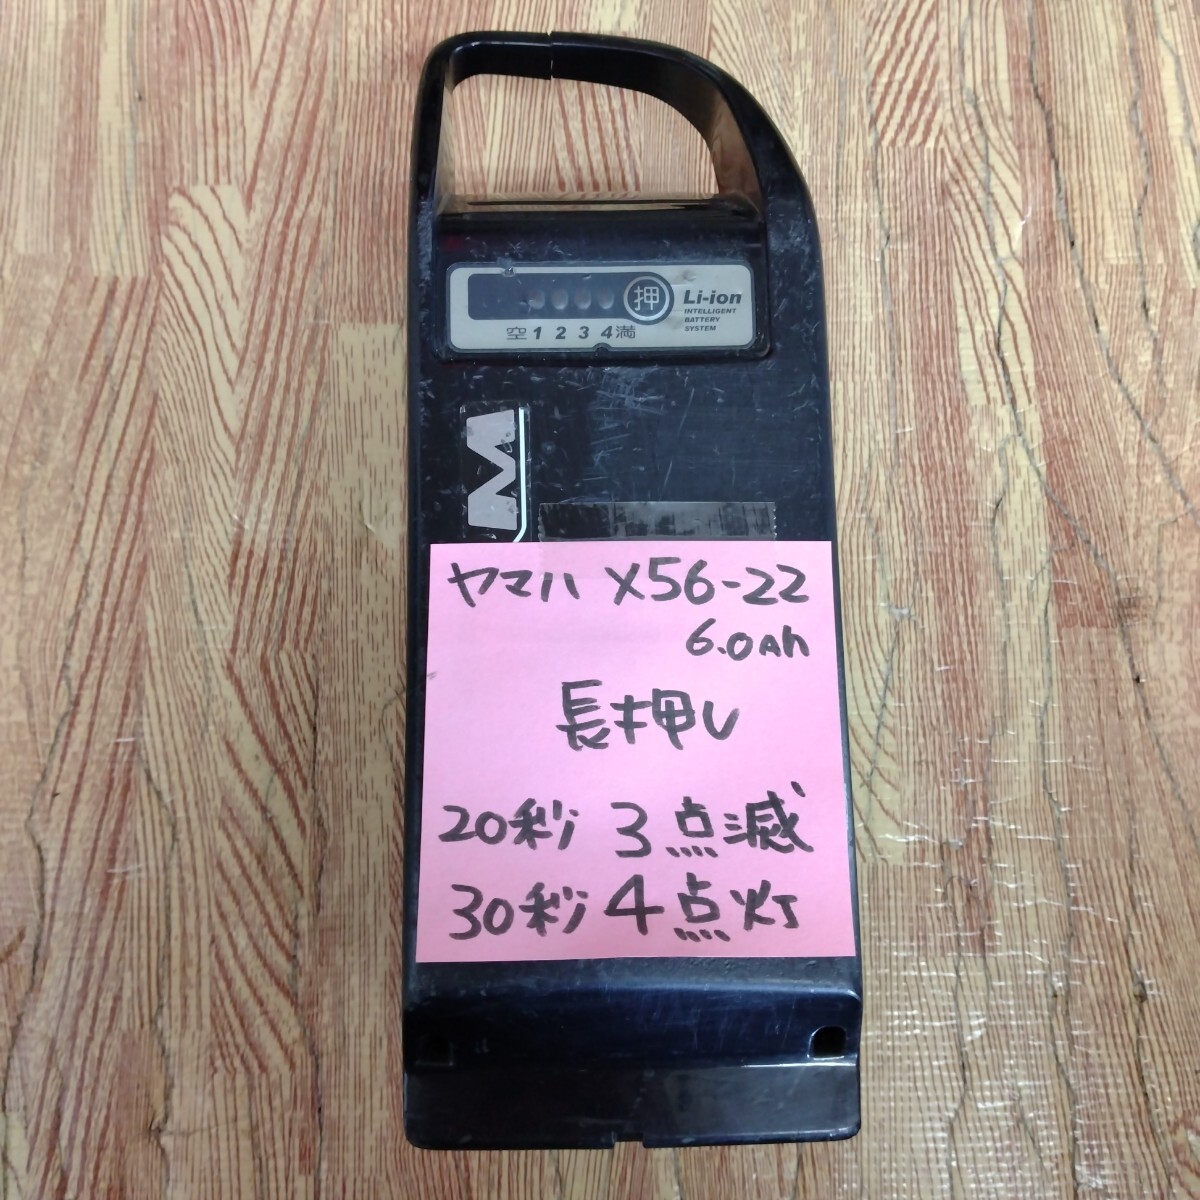 押
Li-ion
INTELLIGENT
BATTERY
SYSTEM
空 1 2 3 4 満
M
ヤマハ X56-22
6.0Ah
長押し
20秒 3点滅
30秒 4点灯